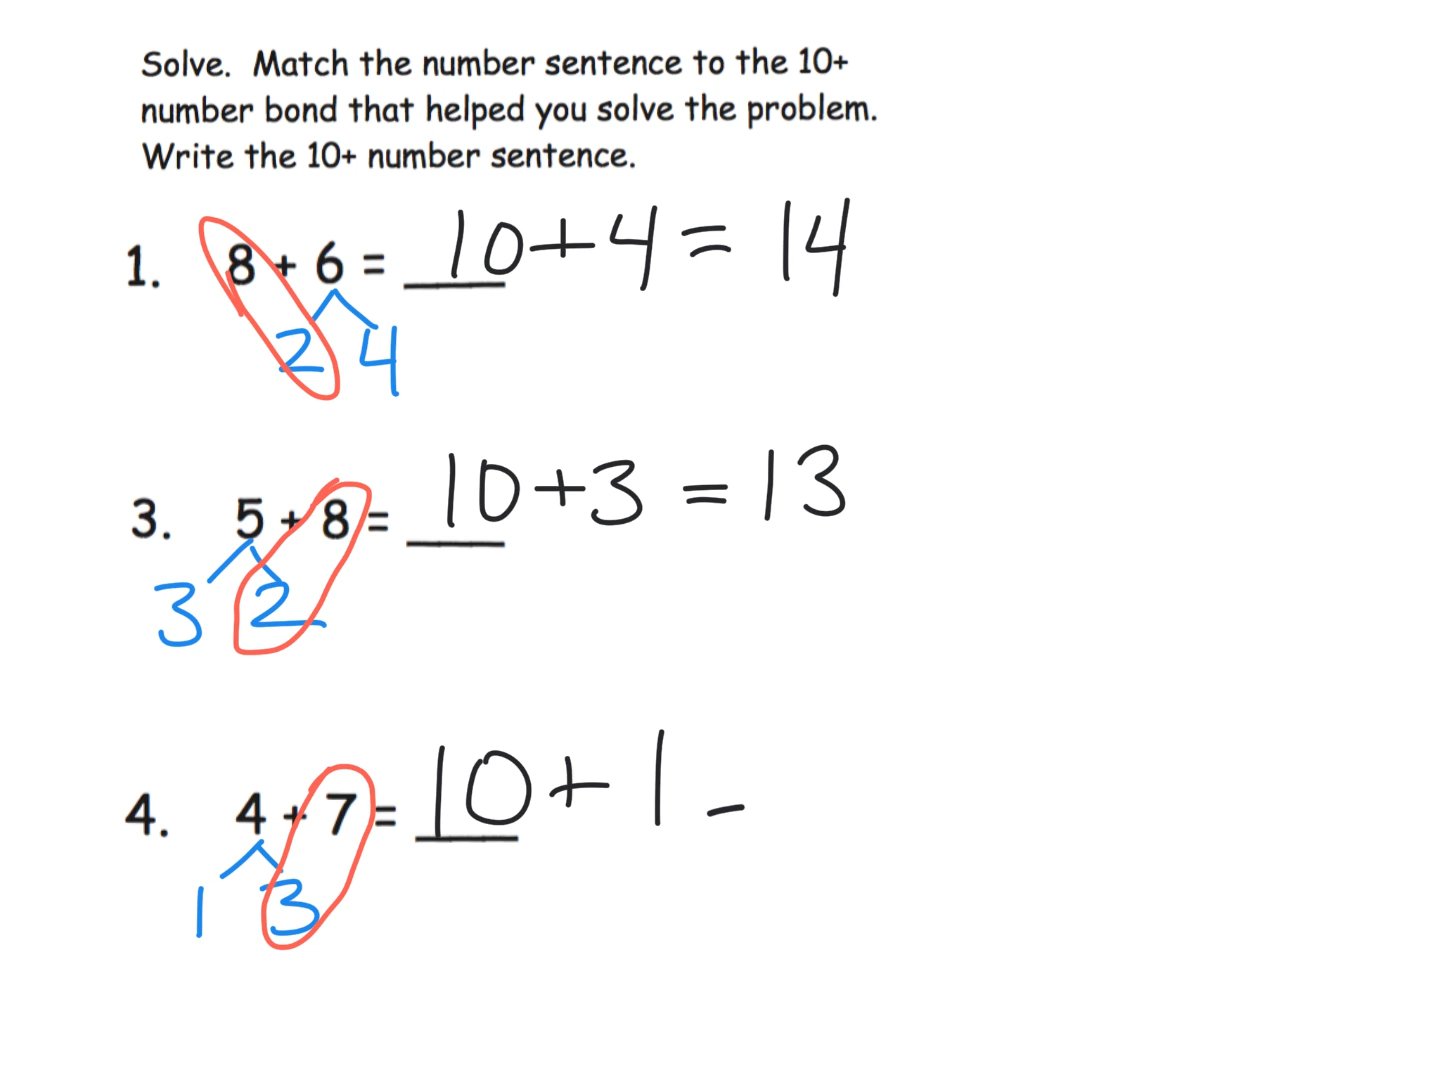 Solve. Match the number sentence to the 10+
number bond that helped you solve the problem.
Write the 10+ number sentence.
1. 8 + 6 = 10+4 = 14
2 4
3. 5 + 8 = 10+3 = 13
3 2
4. 4 + 7 = 10+1 -
1 3